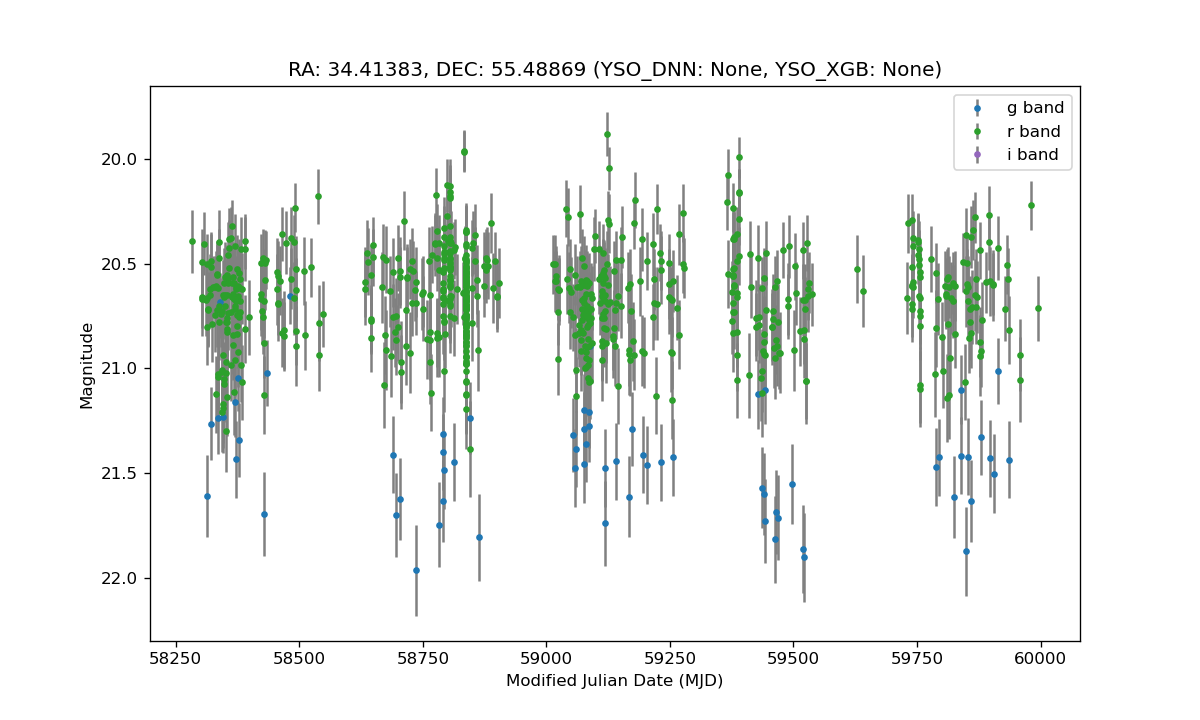 RA: 34.41383, DEC: 55.48869 (YSO_DNN: None, YSO_XGB: None)
g band
r band
i band
Magnitude
20.0
20.5
21.0
21.5
22.0
58250 58500 58750 59000 59250 59500 59750 60000
Modified Julian Date (MJD)